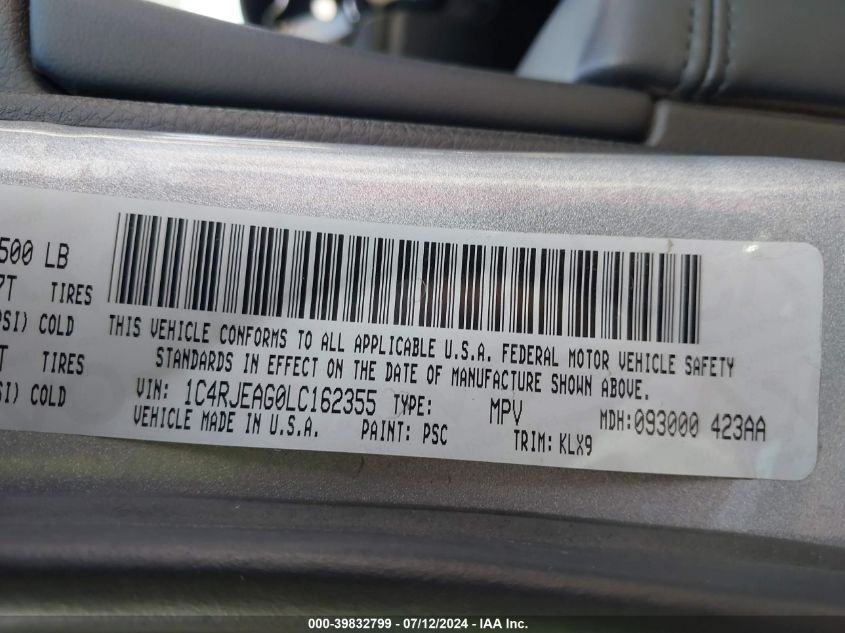 500 LB
7T TIRES
PSI) COLD
T TIRES
SI) COLD
THIS VEHICLE CONFORMS TO ALL APPLICABLE U.S.A. FEDERAL MOTOR VEHICLE SAFETY
STANDARDS IN EFFECT ON THE DATE OF MANUFACTURE SHOWN ABOVE.
VIN: 1C4RJEAG0LC162355 TYPE: MPV MDH:093000 423AA
VEHICLE MADE IN U.S.A. PAINT: PSC TRIM: KLX9
000-39832799 - 07/12/2024 - IAA Inc.